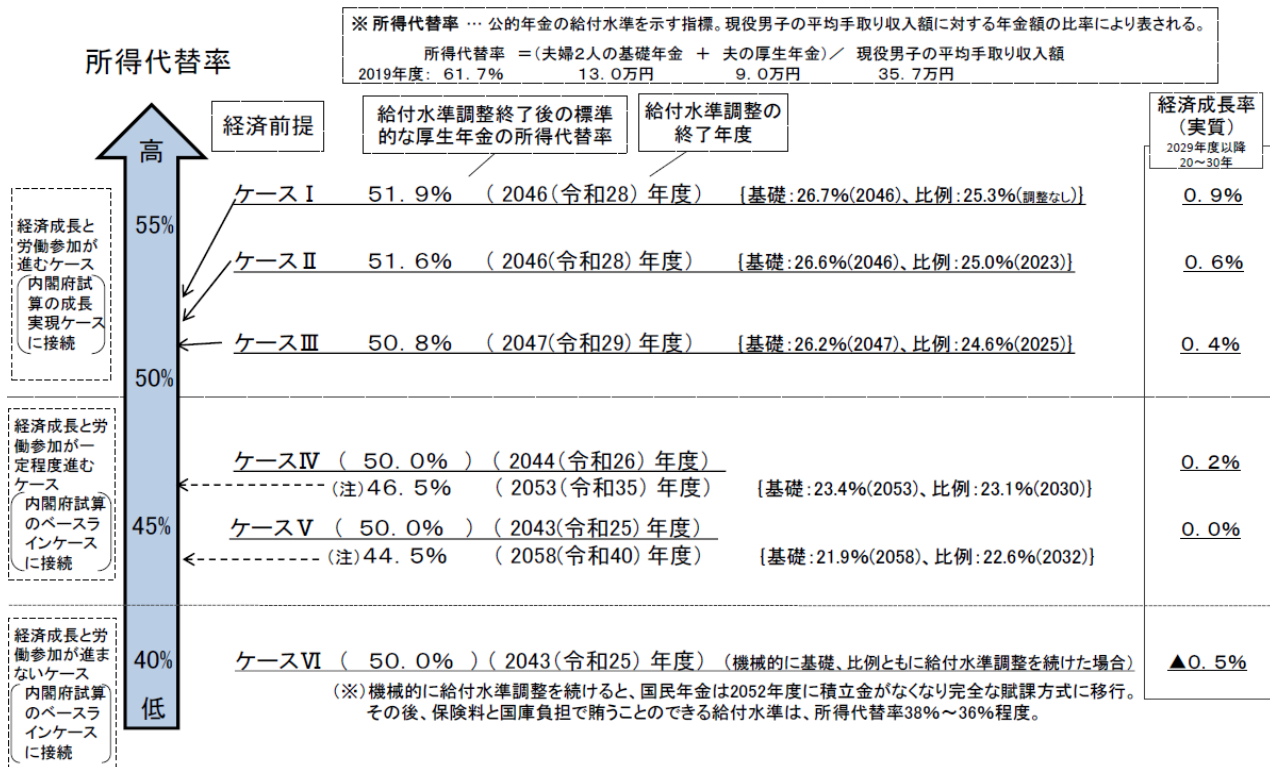 ※ 所得代替率 … 公的年金の給付水準を示す指標。現役男子の平均手取り収入額に対する年金額の比率により表される。
所得代替率 =(夫婦2人の基礎年金 + 夫の厚生年金)/ 現役男子の平均手取り収入額
2019年度: 61.7% 13.0万円 9.0万円 35.7万円
所得代替率
経済前提
給付水準調整終了後の標準
的な厚生年金の所得代替率
給付水準調整の
終了年度
経済成長率
(実質)
2029年度以降
20~30年
高
55%
50%
45%
40%
低
経済成長と
労働参加が
進むケース
内閣府試
算の成長
実現ケース
に接続
ケースⅠ 51.9% ( 2046(令和28) 年度) {基礎:26.7%(2046)、比例:25.3%(調整なし)} 0.9%
ケースⅡ 51.6% ( 2046(令和28) 年度) {基礎:26.6%(2046)、比例:25.0%(2023)} 0.6%
ケースⅢ 50.8% ( 2047(令和29) 年度) {基礎:26.2%(2047)、比例:24.6%(2025)} 0.4%
経済成長と労
働参加が一
定程度進む
ケース
内閣府試算
のベースラ
インケース
に接続
ケースⅣ ( 50.0% ) ( 2044(令和26) 年度) 0.2%
(注)46.5% ( 2053(令和35) 年度) {基礎:23.4%(2053)、比例:23.1%(2030)}
ケースⅤ ( 50.0% ) ( 2043(令和25) 年度) 0.0%
(注)44.5% ( 2058(令和40) 年度) {基礎:21.9%(2058)、比例:22.6%(2032)}
経済成長と労
働参加が進ま
ないケース
内閣府試算
のベースラ
インケース
に接続
ケースⅥ ( 50.0% )( 2043(令和25) 年度) (機械的に基礎、比例ともに給付水準調整を続けた場合) ▲0.5%
(※)機械的に給付水準調整を続けると、国民年金は2052年度に積立金がなくなり完全な賦課方式に移行。
その後、保険料と国庫負担で賄うことのできる給付水準は、所得代替率38%~36%程度。